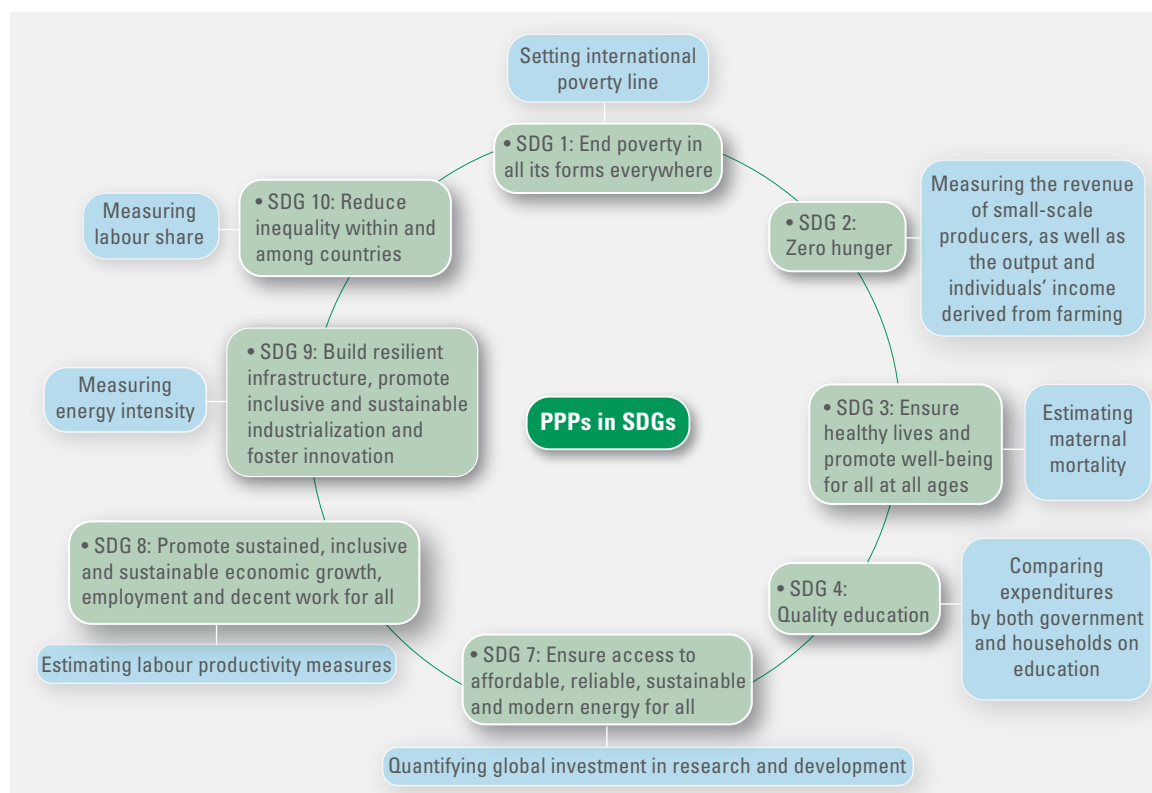 Setting international
poverty line
• SDG 1: End poverty in
all its forms everywhere
Measuring the revenue
of small-scale
producers, as well as
the output and
individuals’ income
derived from farming
• SDG 2:
Zero hunger
• SDG 3: Ensure
healthy lives and
promote well-being
for all at all ages
Estimating
maternal
mortality
• SDG 4:
Quality education
Comparing
expenditures
by both government
and households on
education
• SDG 7: Ensure access to
affordable, reliable, sustainable
and modern energy for all
Quantifying global investment in research and development
• SDG 8: Promote sustained, inclusive
and sustainable economic growth,
employment and decent work for all
Estimating labour productivity measures
• SDG 9: Build resilient
infrastructure, promote
inclusive and sustainable
industrialization and
foster innovation
Measuring
energy intensity
• SDG 10: Reduce
inequality within and
among countries
Measuring
labour share
PPPs in SDGs